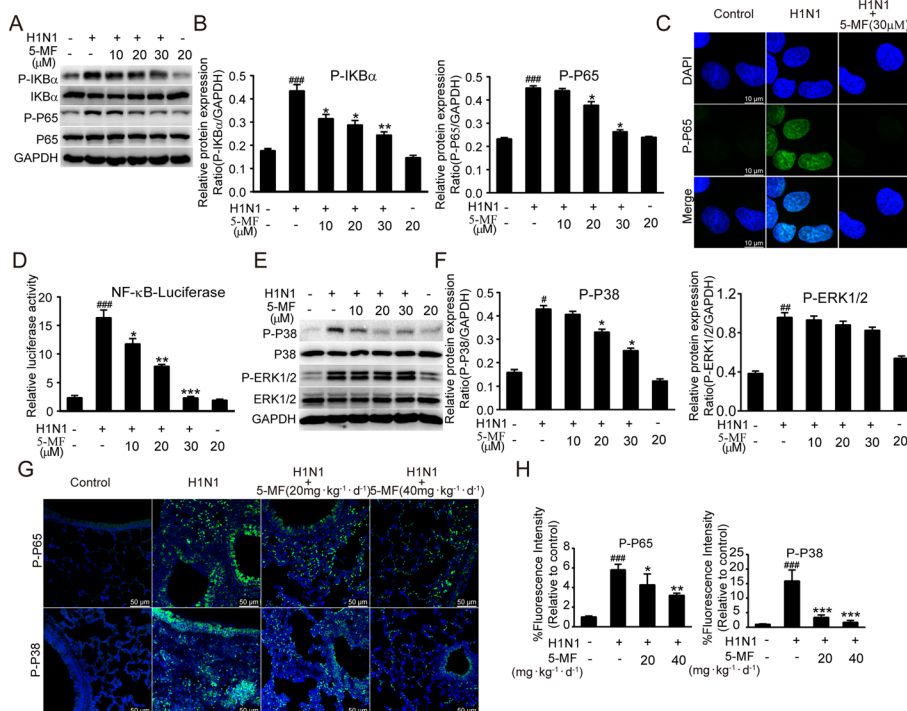 A
H1N1 - + + + + -
5-MF
(μM) - - 10 20 30 20
P-IKBα
IKBα
P-P65
P65
GAPDH
B
P-IKBα
Relative protein expression
Ratio(P-IKBα/GAPDH)
0.6
0.5
0.4
0.3
0.2
0.1
0.0
###
*
*
**
H1N1 - + + + + -
5-MF
(μM) - - 10 20 30 20
P-P65
Relative protein expression
Ratio(P-P65/GAPDH)
0.5
0.4
0.3
0.2
0.1
0.0
###
*
*
H1N1 - + + + + -
5-MF
(μM) - - 10 20 30 20
C
Control
H1N1
H1N1
+
5-MF(30μM)
DAPI
10 μm
10 μm
P-P65
Merge
10 μm
10 μm
D
NF-κB-Luciferase
Relative luciferase activity
20
15
10
5
0
###
*
**
***
H1N1 - + + + + -
5-MF
(μM) - - 10 20 30 20
E
H1N1 - + + + + -
5-MF
(μM) - - 10 20 30 20
P-P38
P38
P-ERK1/2
ERK1/2
GAPDH
F
P-P38
Relative protein expression
Ratio(P-P38/GAPDH)
0.5
0.4
0.3
0.2
0.1
0.0
#
*
*
H1N1 - + + + + -
5-MF
(μM) - - 10 20 30 20
P-ERK1/2
Relative protein expression
Ratio(P-ERK1/2/GAPDH)
1.5
1.0
0.5
0.0
##
H1N1 - + + + + -
5-MF
(μM) - - 10 20 30 20
G
Control
H1N1
H1N1
+
5-MF(20mg·kg⁻¹·d⁻¹)
H1N1
+
5-MF(40mg·kg⁻¹·d⁻¹)
P-P65
50 μm
50 μm
50 μm
50 μm
P-P38
50 μm
50 μm
50 μm
50 μm
H
P-P65
%Fluorescence Intensity
(Relative to control)
8
6
4
2
0
###
*
**
H1N1 - + + +
5-MF - - 20 40
(mg·kg⁻¹·d⁻¹)
P-P38
%Fluorescence Intensity
(Relative to control)
25
20
15
10
5
0
###
***
***
H1N1 - + + +
5-MF - - 20 40
(mg·kg⁻¹·d⁻¹)